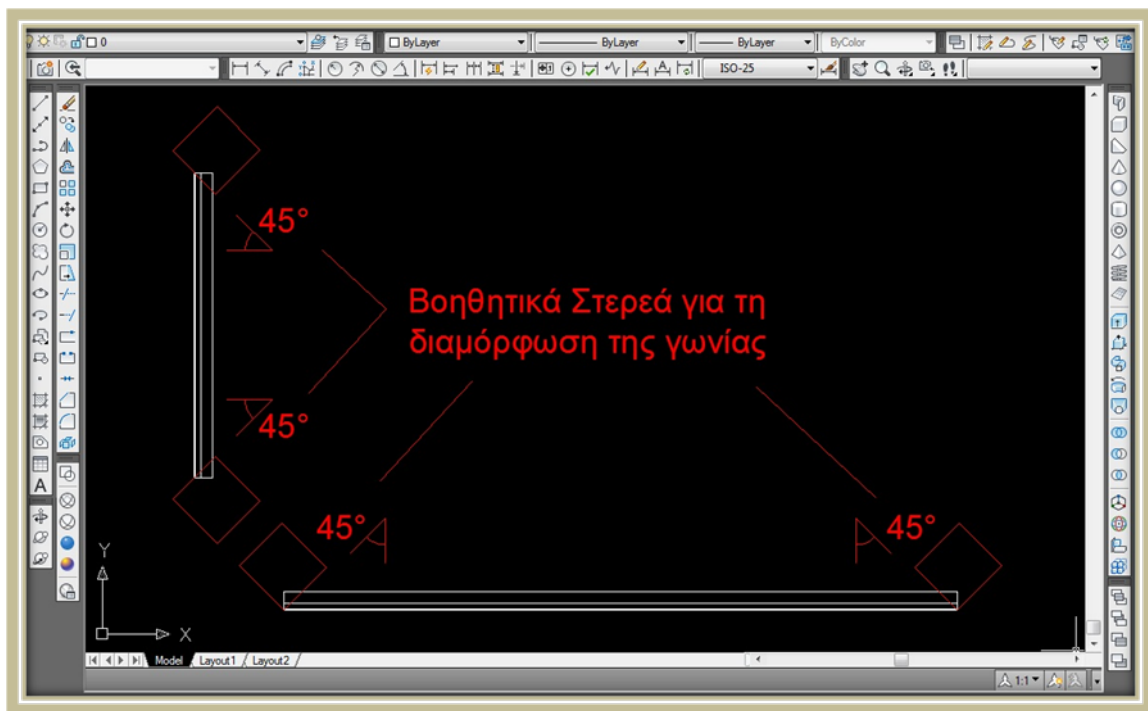 0
ByLayer
ByLayer
ByLayer
ByColor
ISO-25
45°
Βοηθητικά Στερεά για τη
διαμόρφωση της γωνίας
45°
45°
45°
Y
X
Model
Layout1
Layout2
1:1
A